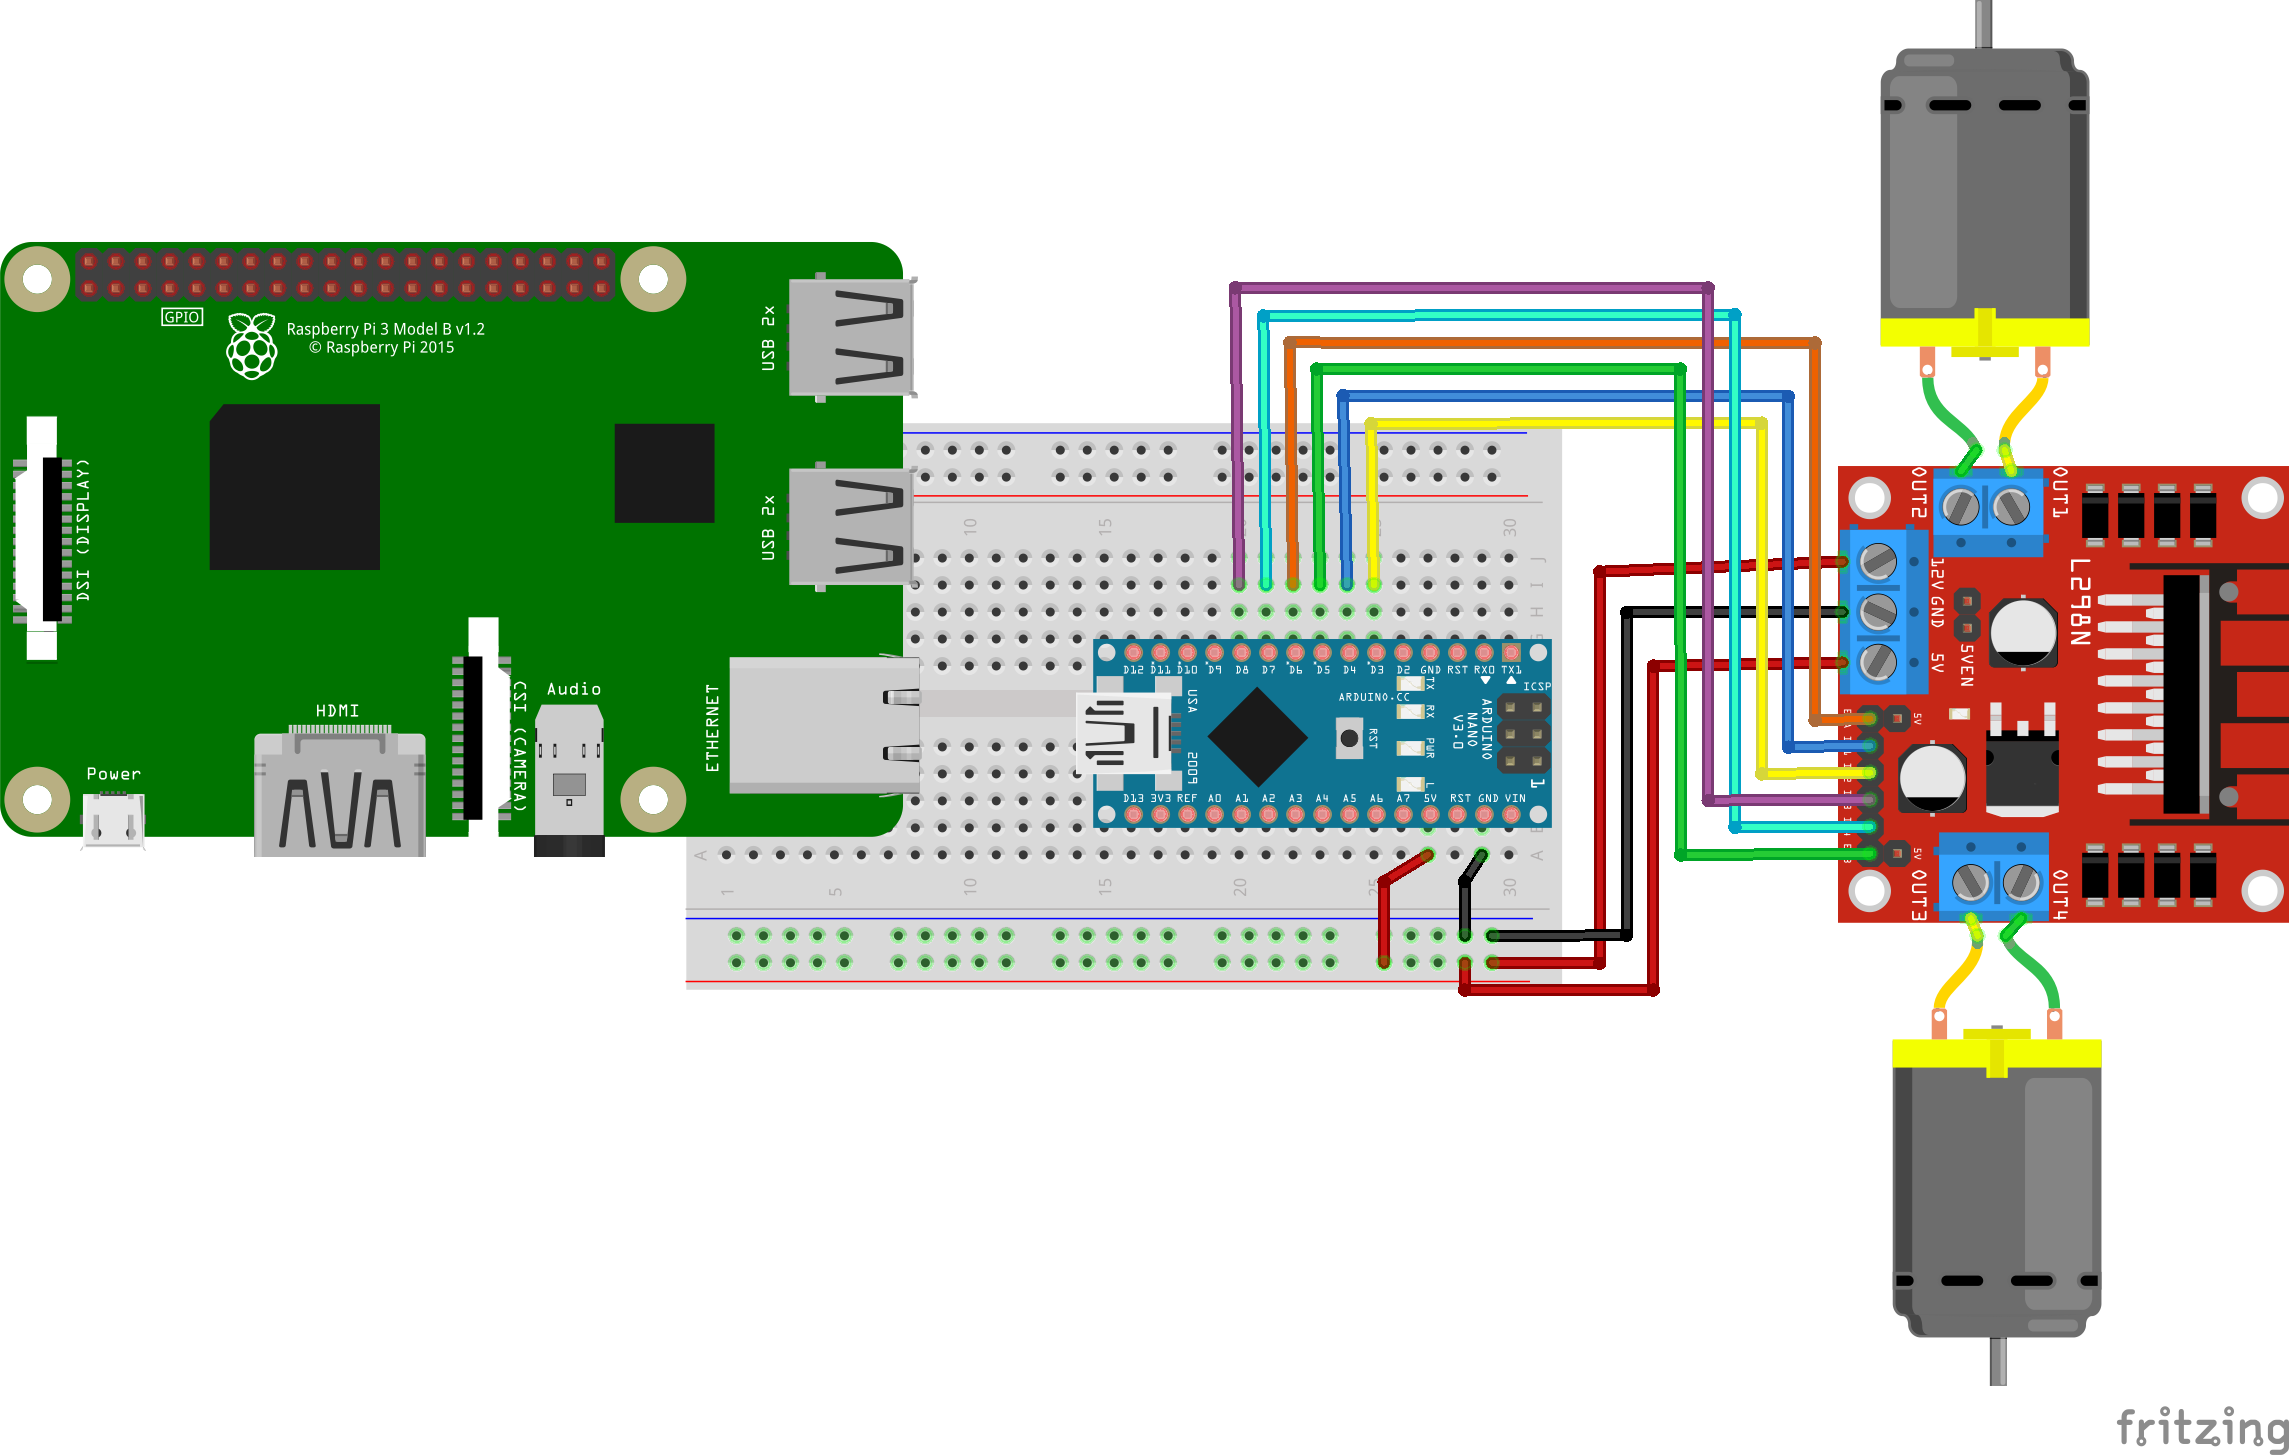 GPIO
Raspberry Pi 3 Model B v1.2
© Raspberry Pi 2015
USB 2x
USB 2x
DSI (DISPLAY)
CSI (CAMERA)
Audio
HDMI
Power
ETHERNET
10
15
30
J
I
H
D12 D11 D10 D9 D8 D7 D6 D5 D4 D3 D2 GND RST RX0 TX1
USA
2009
ARDUINO.CC
ARDUINO
NANO
V3.0
RST
TX
RX
PWR
L
ICSP
1
D13 3V3 REF A0 A1 A2 A3 A4 A5 A6 A7 5V RST GND VIN
A
A
1
5
10
15
20
25
30
OUT2
OUT1
12V GND
5V
5VEN
L298N
5V
5V
OUT3
OUT4
fritzing